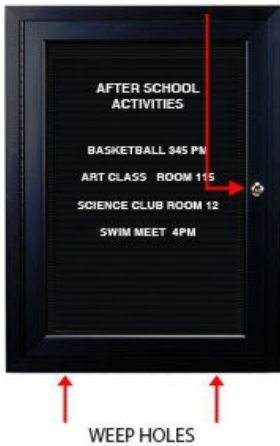 AFTER SCHOOL
ACTIVITIES
BASKETBALL 345 PM
ART CLASS ROOM 115
SCIENCE CLUB ROOM 12
SWIM MEET 4PM
WEEP HOLES